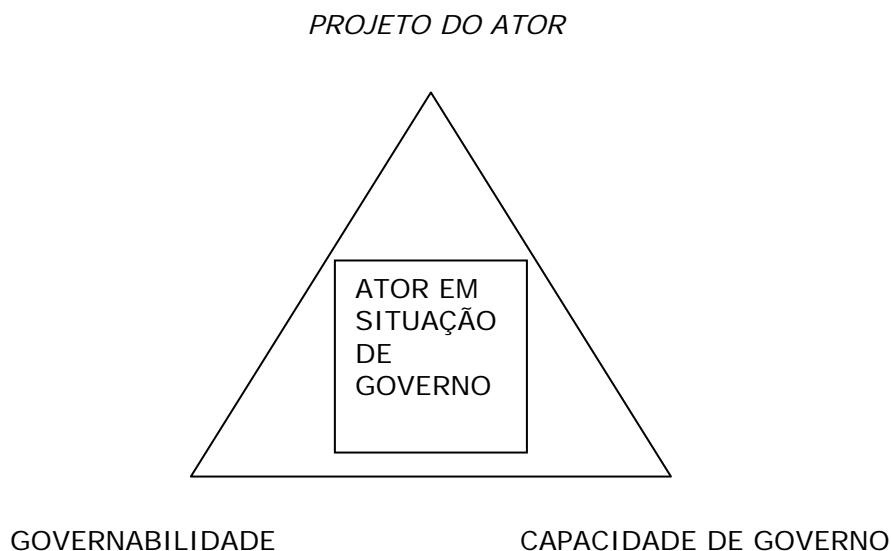 PROJETO DO ATOR
ATOR EM
SITUAÇÃO
DE
GOVERNO
GOVERNABILIDADE
CAPACIDADE DE GOVERNO